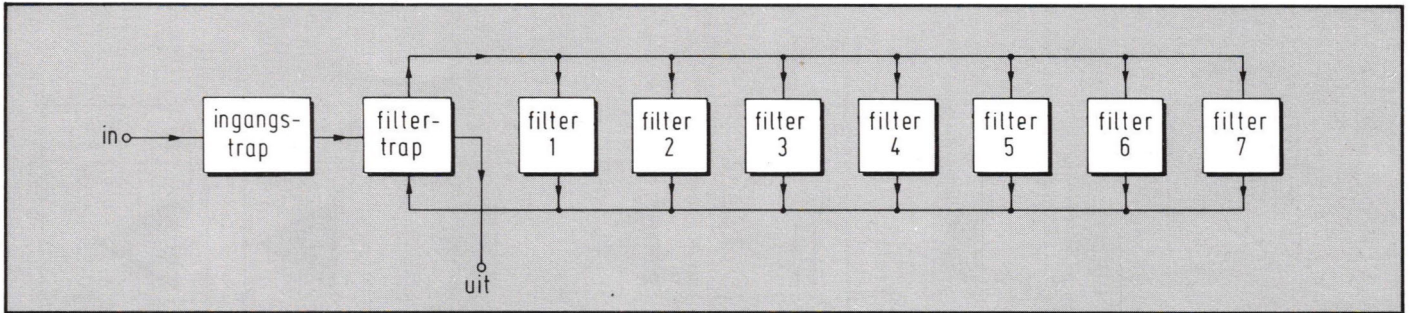 in
ingangs-
trap
filter-
trap
filter
1
filter
2
filter
3
filter
4
filter
5
filter
6
filter
7
uit